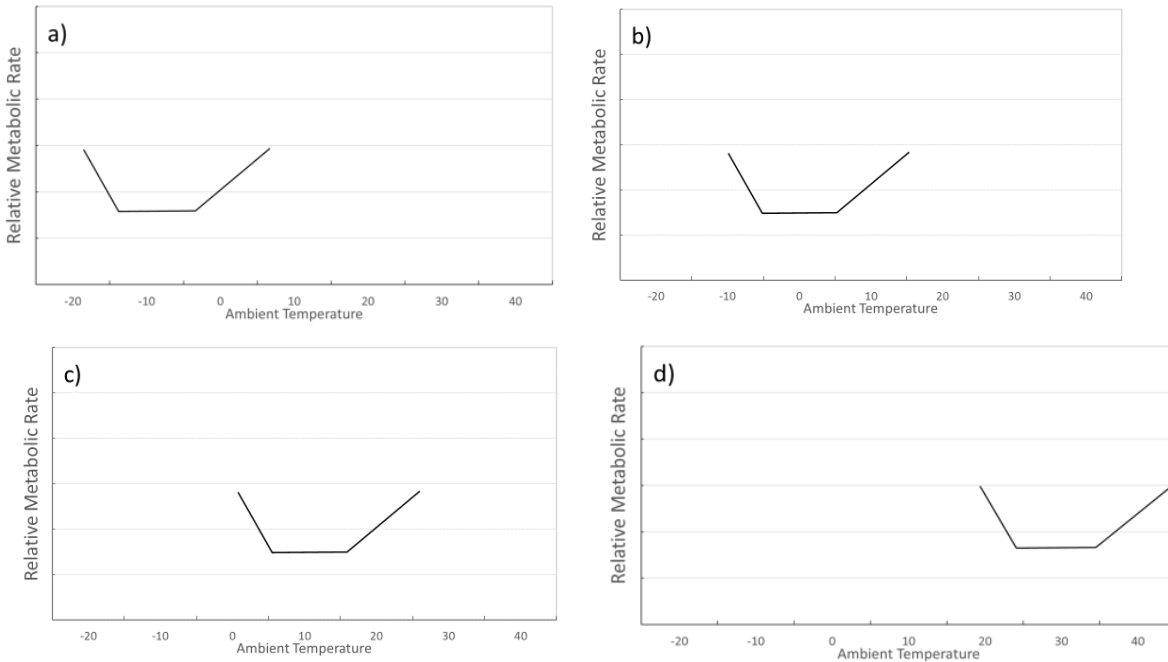 a)
Relative Metabolic Rate
-20 -10 0 10 20 30 40
Ambient Temperature
b)
Relative Metabolic Rate
-20 -10 0 10 20 30 40
Ambient Temperature
c)
Relative Metabolic Rate
-20 -10 0 10 20 30 40
Ambient Temperature
d)
Relative Metabolic Rate
-20 -10 0 10 20 30 40
Ambient Temperature